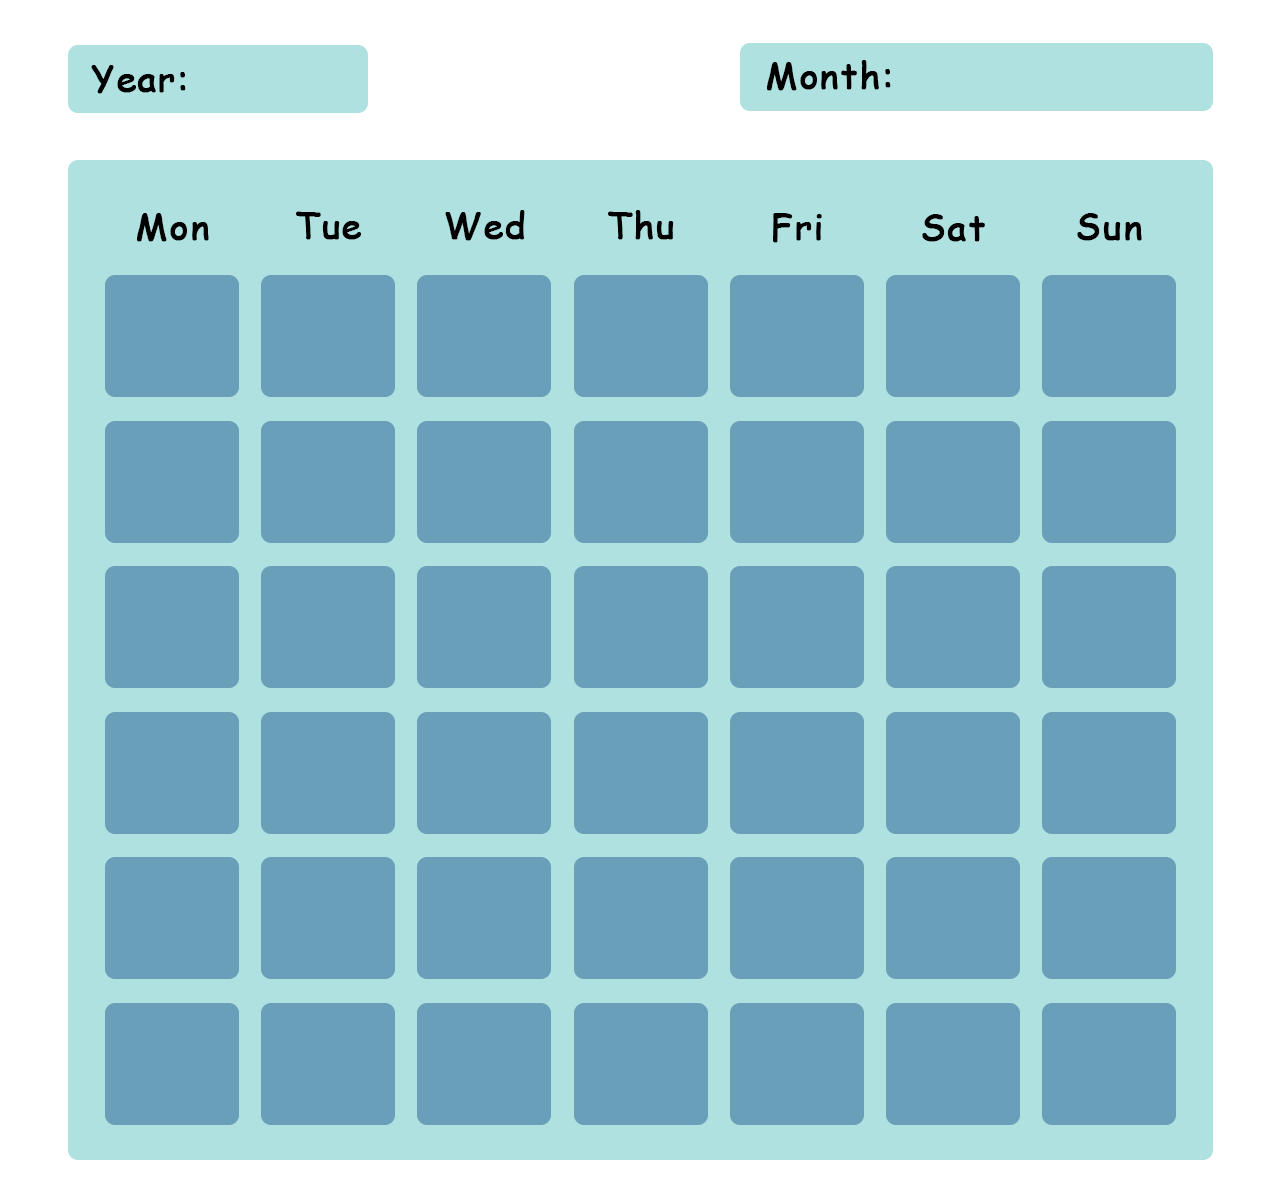 Year:
Month:
Mon Tue Wed Thu Fri Sat Sun